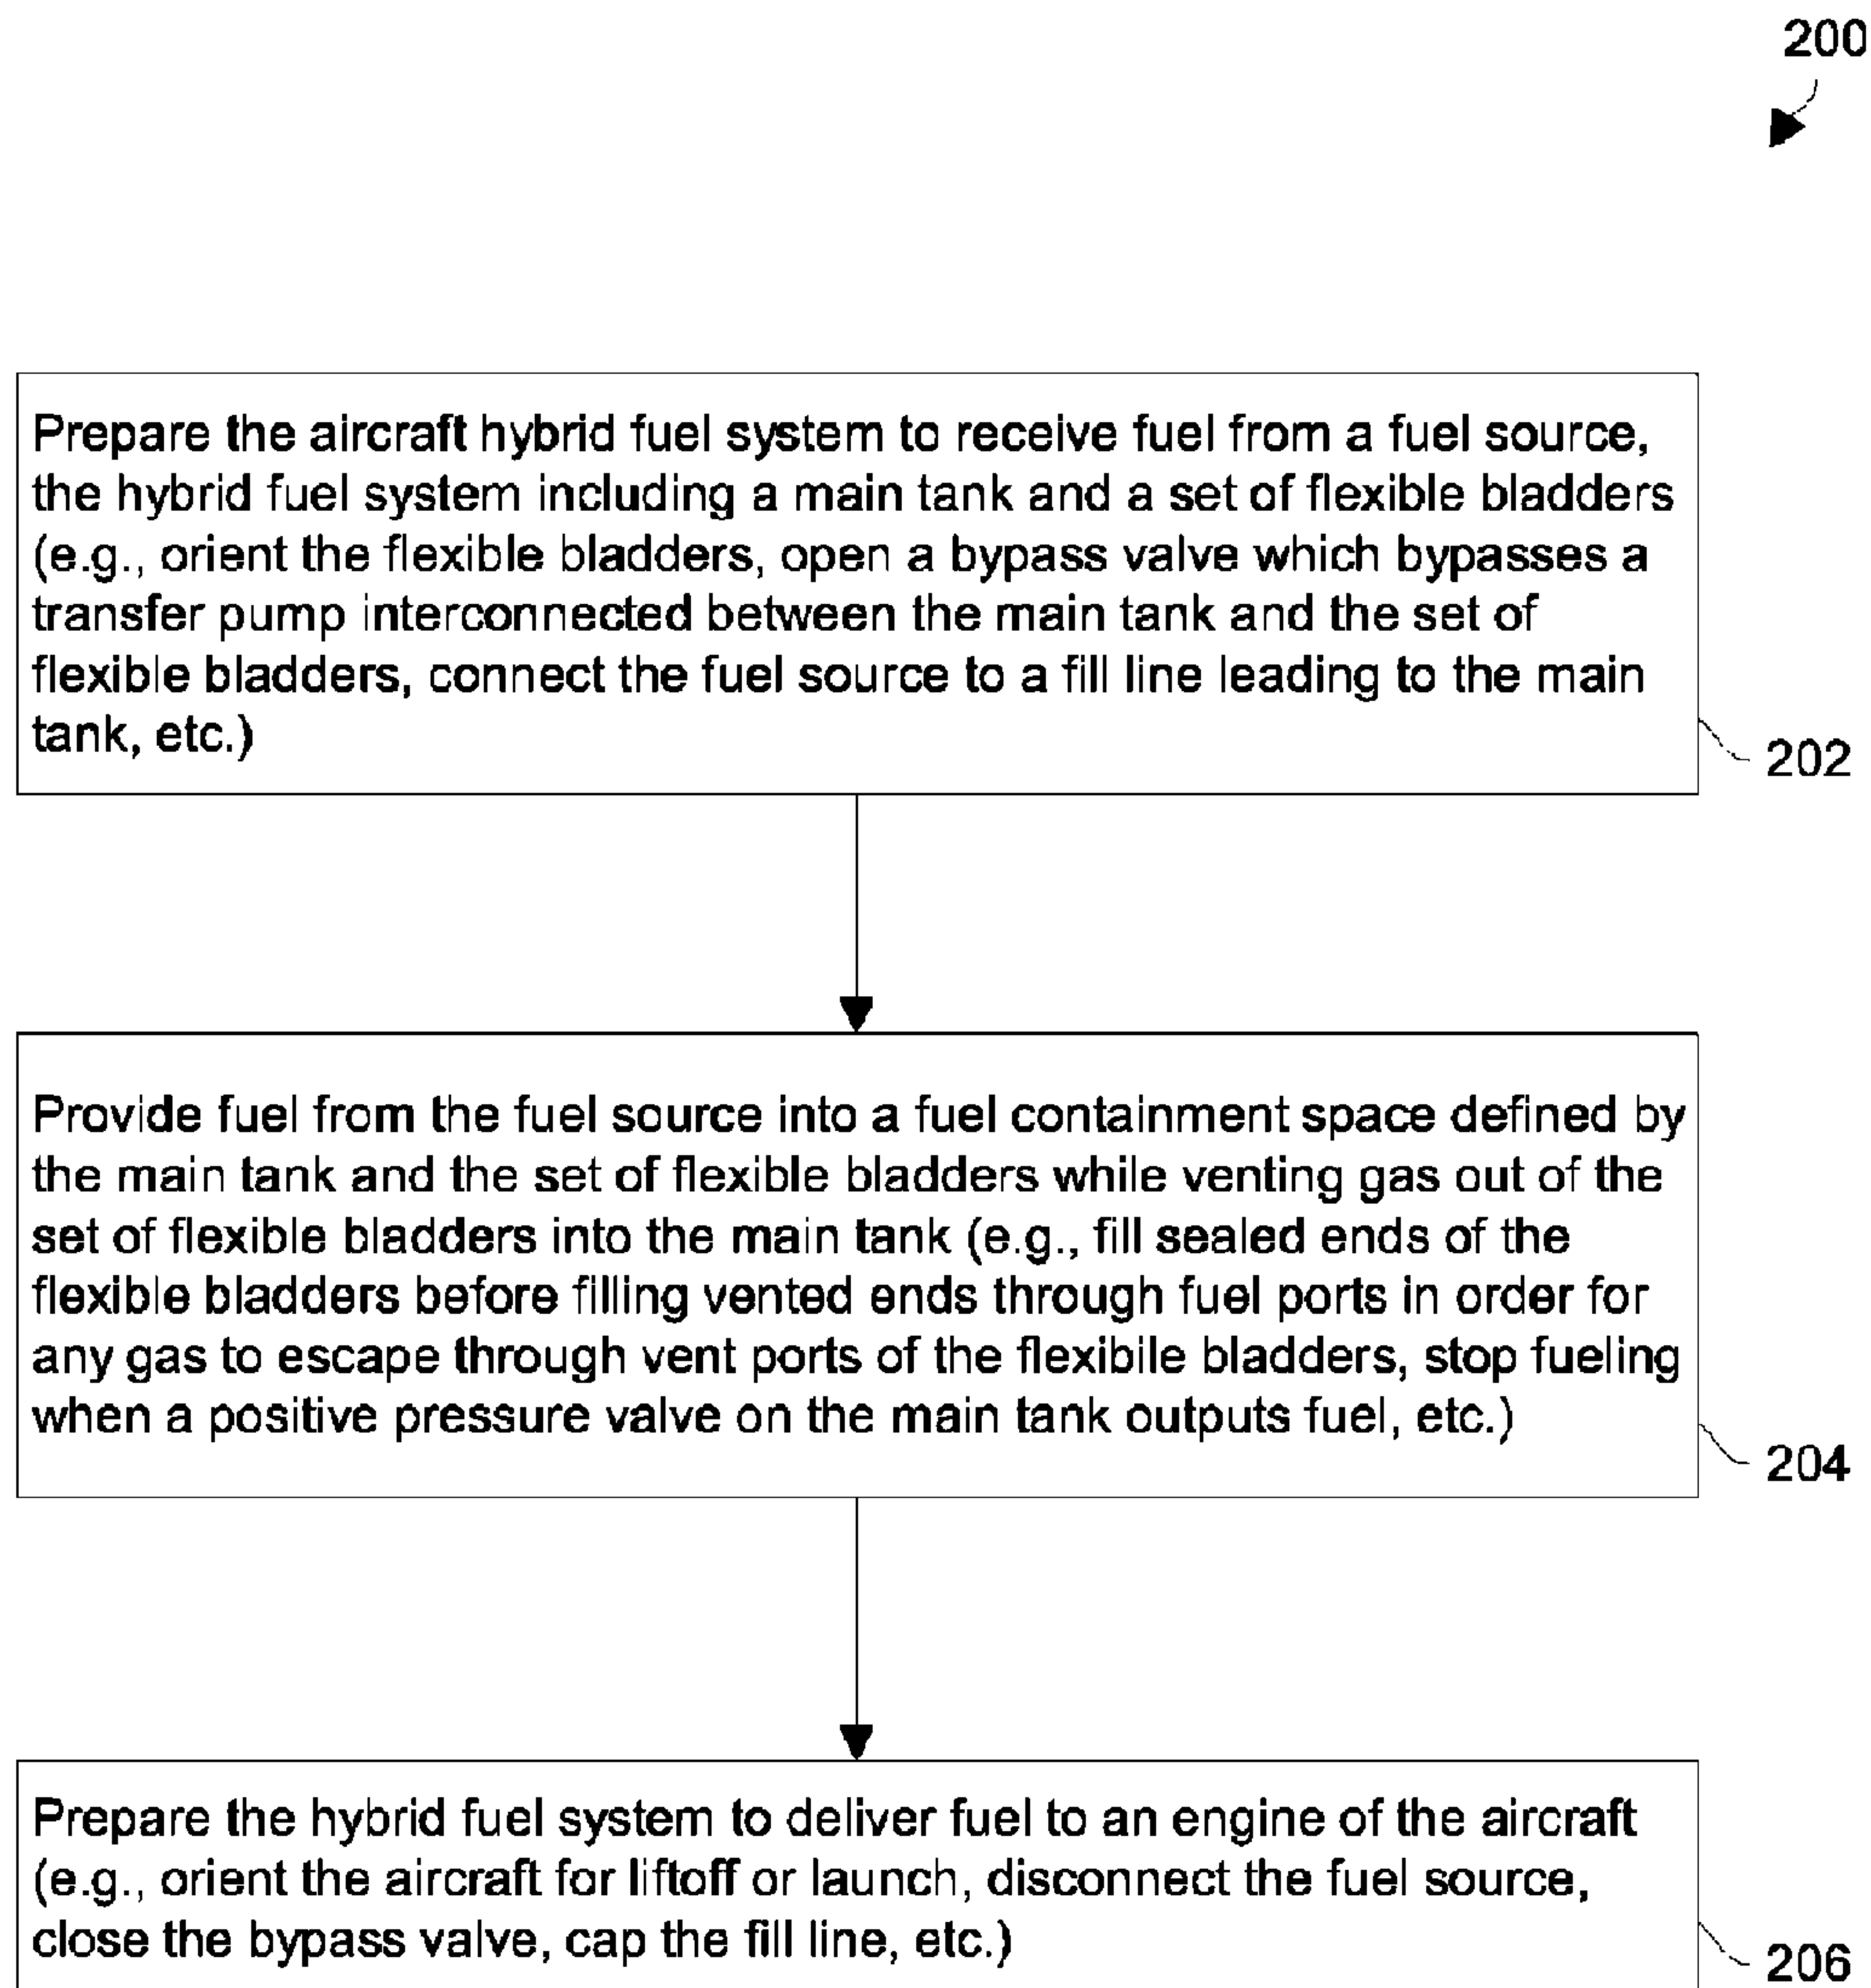 200
Prepare the aircraft hybrid fuel system to receive fuel from a fuel source,
the hybrid fuel system including a main tank and a set of flexible bladders
(e.g., orient the flexible bladders, open a bypass valve which bypasses a
transfer pump interconnected between the main tank and the set of
flexible bladders, connect the fuel source to a fill line leading to the main
tank, etc.)
202
Provide fuel from the fuel source into a fuel containment space defined by
the main tank and the set of flexible bladders while venting gas out of the
set of flexible bladders into the main tank (e.g., fill sealed ends of the
flexible bladders before filling vented ends through fuel ports in order for
any gas to escape through vent ports of the flexibile bladders, stop fueling
when a positive pressure valve on the main tank outputs fuel, etc.)
204
Prepare the hybrid fuel system to deliver fuel to an engine of the aircraft
(e.g., orient the aircraft for liftoff or launch, disconnect the fuel source,
close the bypass valve, cap the fill line, etc.)
206